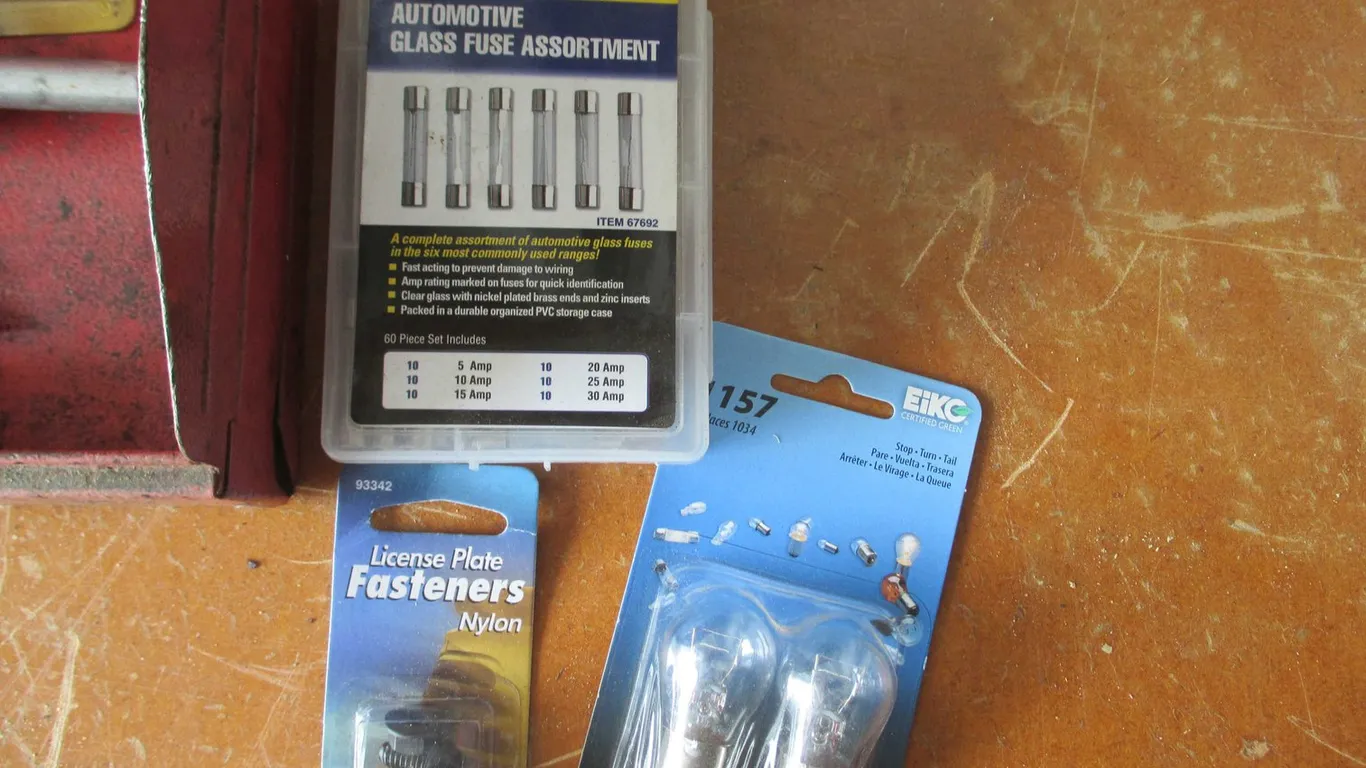 AUTOMOTIVE
GLASS FUSE ASSORTMENT
ITEM 67692
A complete assortment of automotive glass fuses
in the six most commonly used ranges!
Fast acting to prevent damage to wiring
Amp rating marked on fuses for quick identification
Clear glass with nickel plated brass ends and zinc inserts
Packed in a durable organized PVC storage case
60 Piece Set Includes
10 5 Amp 10 20 Amp
10 10 Amp 10 25 Amp
10 15 Amp 10 30 Amp
1157
1034
EiKO
CERTIFIED GREEN
Stop • Turn • Tail
Pare • Vuelta • Trasera
Arrêter • Le Virage • La Queue
93342
License Plate
Fasteners
Nylon